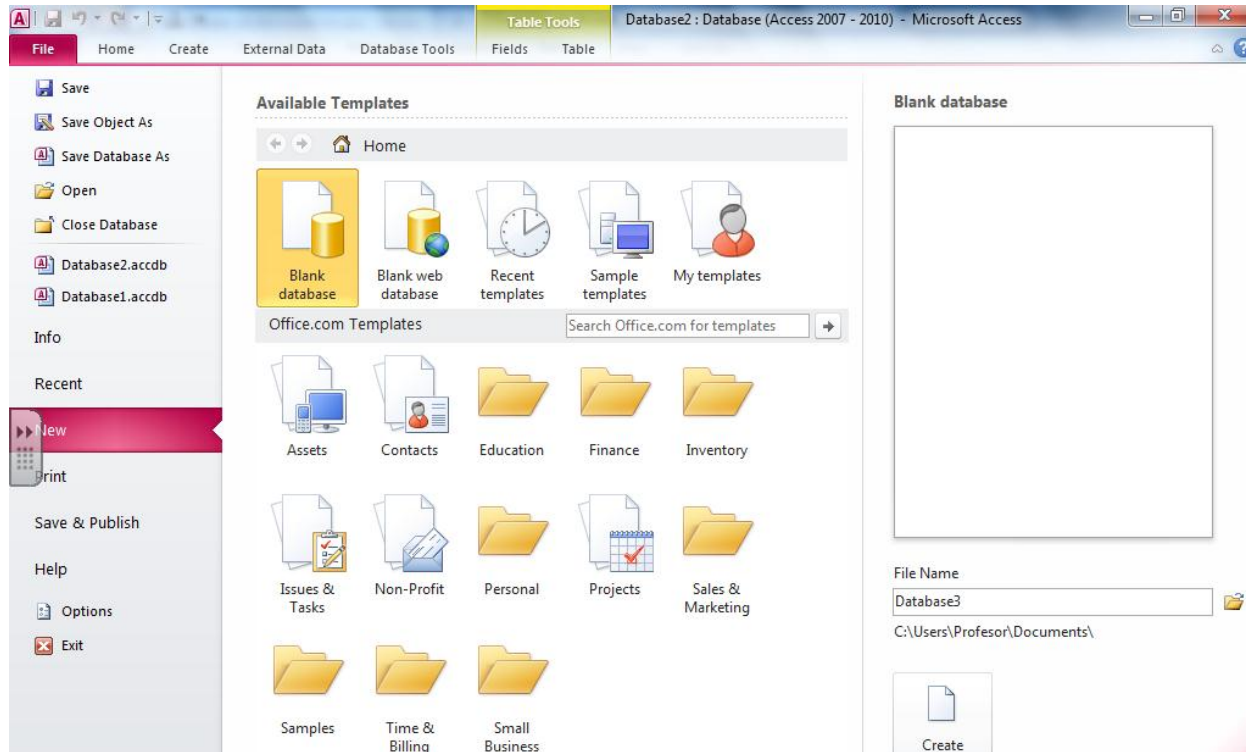 Table Tools
Database2 : Database (Access 2007 - 2010) - Microsoft Access
File
Home
Create
External Data
Database Tools
Fields
Table
Save
Save Object As
Save Database As
Open
Close Database
Database2.accdb
Database1.accdb
Info
Recent
New
Print
Save & Publish
Help
Options
Exit
Available Templates
Home
Blank
database
Blank web
database
Recent
templates
Sample
templates
My templates
Office.com Templates
Search Office.com for templates
Assets
Contacts
Education
Finance
Inventory
Issues &
Tasks
Non-Profit
Personal
Projects
Sales &
Marketing
Samples
Time &
Billing
Small
Business
Blank database
File Name
Database3
C:\Users\Profesor\Documents\
Create